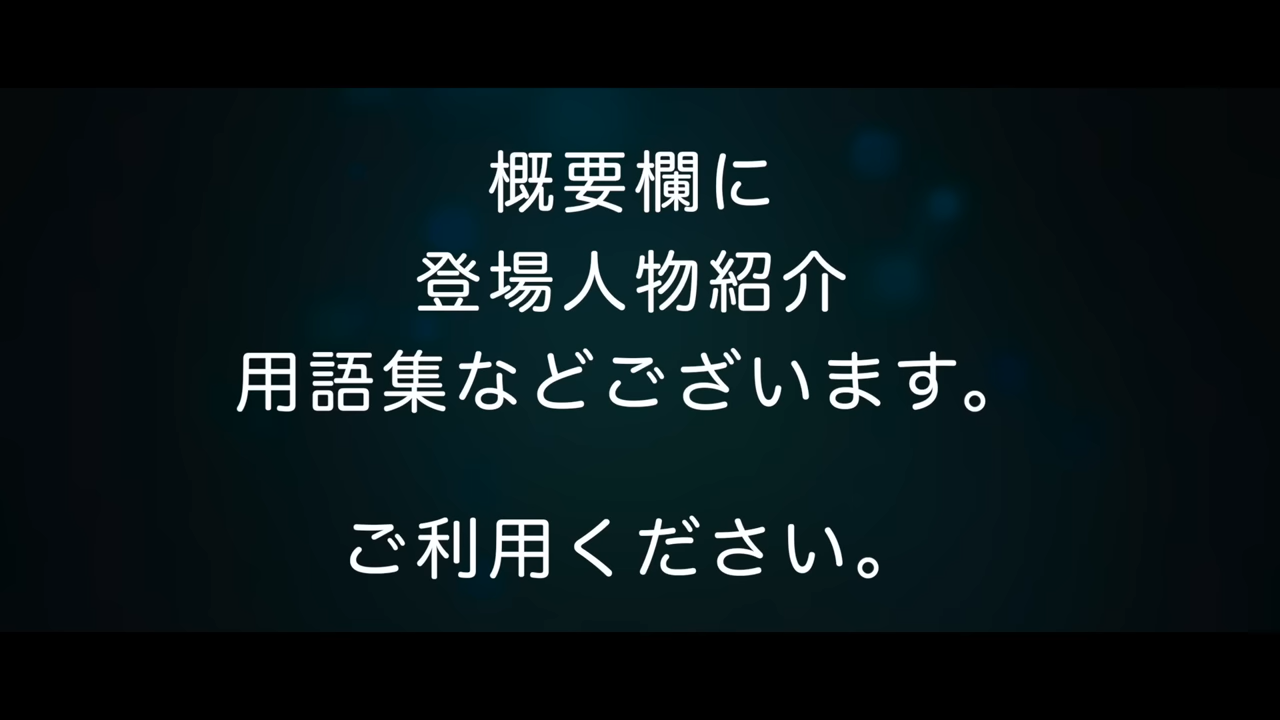 概要欄に
登場人物紹介
用語集などございます。
ご利用ください。